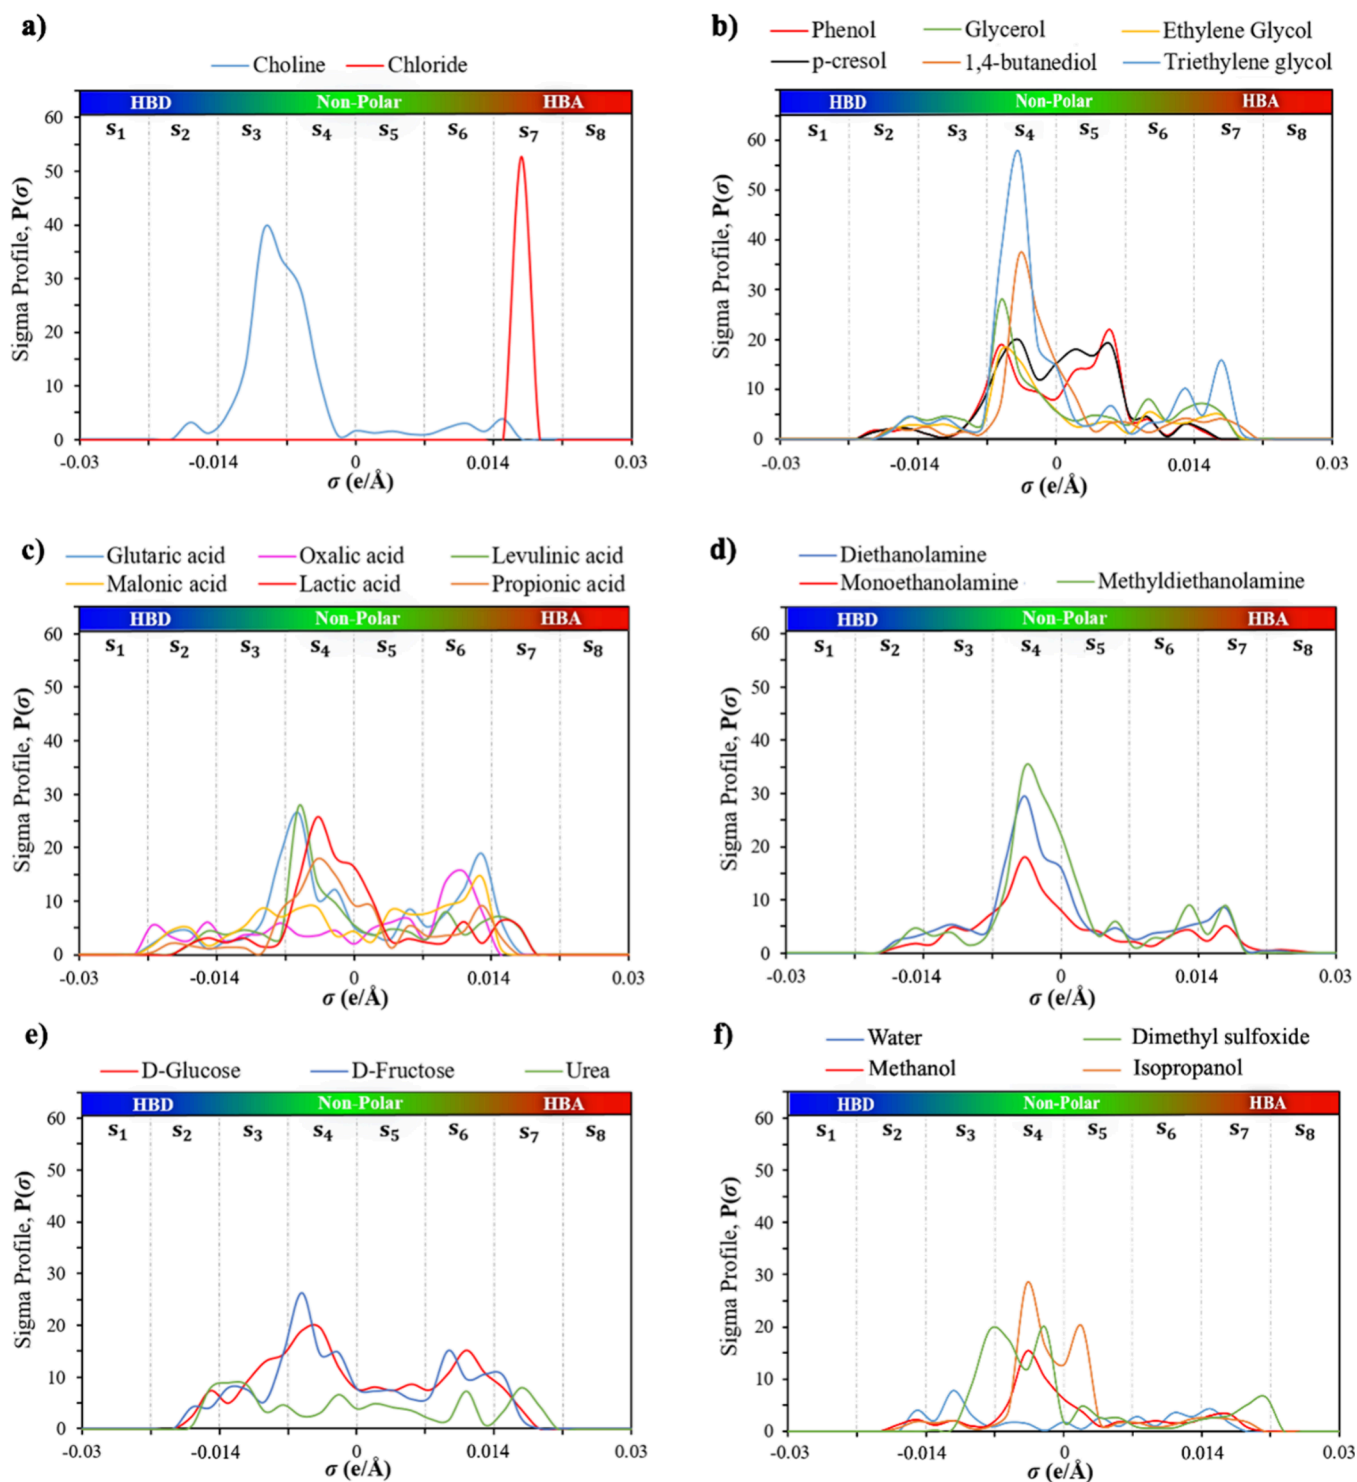 a)
Choline Chloride
HBD Non-Polar HBA
s1 s2 s3 s4 s5 s6 s7 s8
60
50
40
30
20
10
0
Sigma Profile, P(σ)
-0.03 -0.014 0 0.014 0.03
σ (e/Å)
b)
Phenol Glycerol Ethylene Glycol
p-cresol 1,4-butanediol Triethylene glycol
HBD Non-Polar HBA
s1 s2 s3 s4 s5 s6 s7 s8
60
50
40
30
20
10
0
Sigma Profile, P(σ)
-0.03 -0.014 0 0.014 0.03
σ (e/Å)
c)
Glutaric acid Oxalic acid Levulinic acid
Malonic acid Lactic acid Propionic acid
HBD Non-Polar HBA
s1 s2 s3 s4 s5 s6 s7 s8
60
50
40
30
20
10
0
Sigma Profile, P(σ)
-0.03 -0.014 0 0.014 0.03
σ (e/Å)
d)
Diethanolamine
Monoethanolamine Methyldiethanolamine
HBD Non-Polar HBA
s1 s2 s3 s4 s5 s6 s7 s8
60
50
40
30
20
10
0
Sigma Profile, P(σ)
-0.03 -0.014 0 0.014 0.03
σ (e/Å)
e)
D-Glucose D-Fructose Urea
HBD Non-Polar HBA
s1 s2 s3 s4 s5 s6 s7 s8
60
50
40
30
20
10
0
Sigma Profile, P(σ)
-0.03 -0.014 0 0.014 0.03
σ (e/Å)
f)
Water Dimethyl sulfoxide
Methanol Isopropanol
HBD Non-Polar HBA
s1 s2 s3 s4 s5 s6 s7 s8
60
50
40
30
20
10
0
Sigma Profile, P(σ)
-0.03 -0.014 0 0.014 0.03
σ (e/Å)